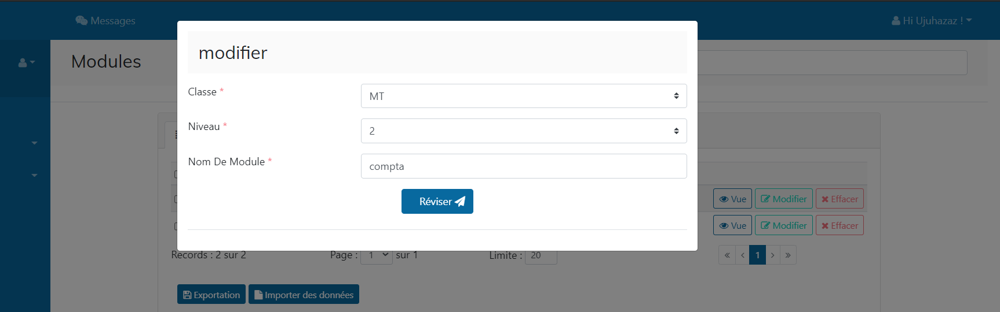 Messages
Hi Ujuhazaz !
Modules
modifier
Classe *
MT
Niveau *
2
Nom De Module *
compta
Réviser
Vue Modifier Effacer
Vue Modifier Effacer
Records : 2 sur 2 Page : 1 sur 1 Limite : 20 « ‹ 1 › »
Exportation Importer des données